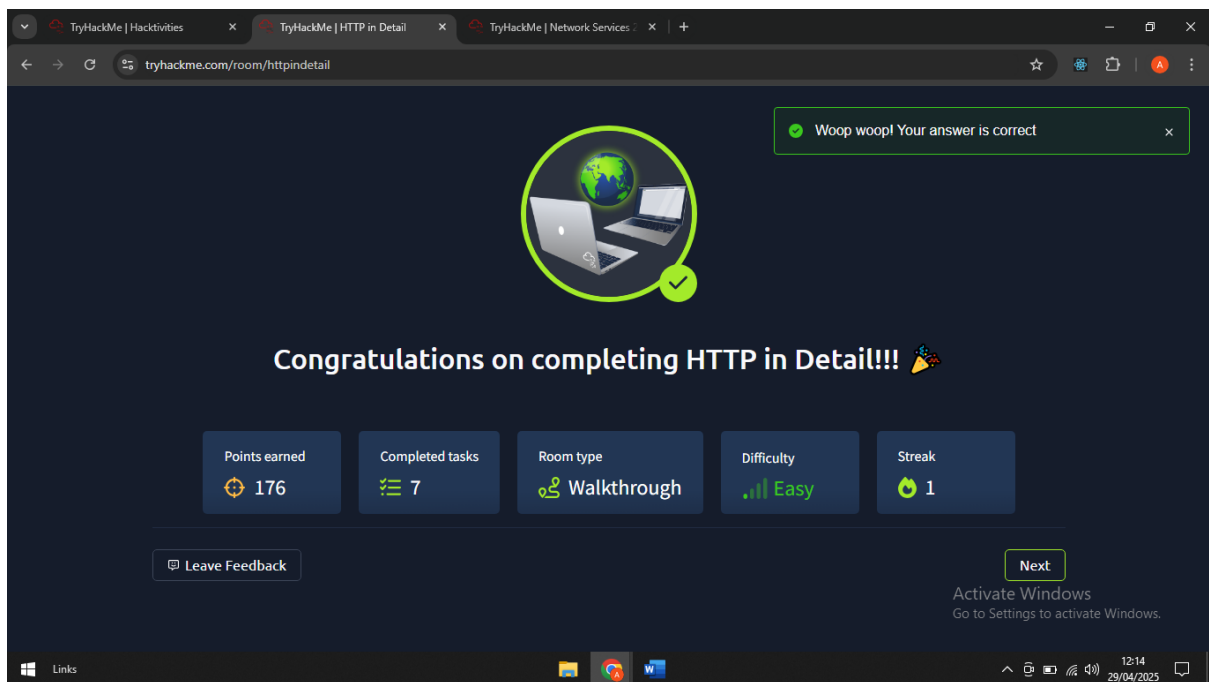 TryHackMe | Hacktivities
TryHackMe | HTTP in Detail
TryHackMe | Network Services 2
tryhackme.com/room/httpindetail
A
Woop woop! Your answer is correct
Congratulations on completing HTTP in Detail!!!
Points earned
176
Completed tasks
7
Room type
Walkthrough
Difficulty
Easy
Streak
1
Leave Feedback
Next
Activate Windows
Go to Settings to activate Windows.
Links
12:14
29/04/2025